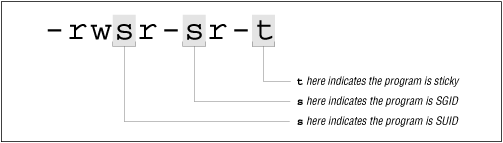 -rwsr-sr-t
t here indicates the program is sticky
s here indicates the program is SGID
s here indicates the program is SUID